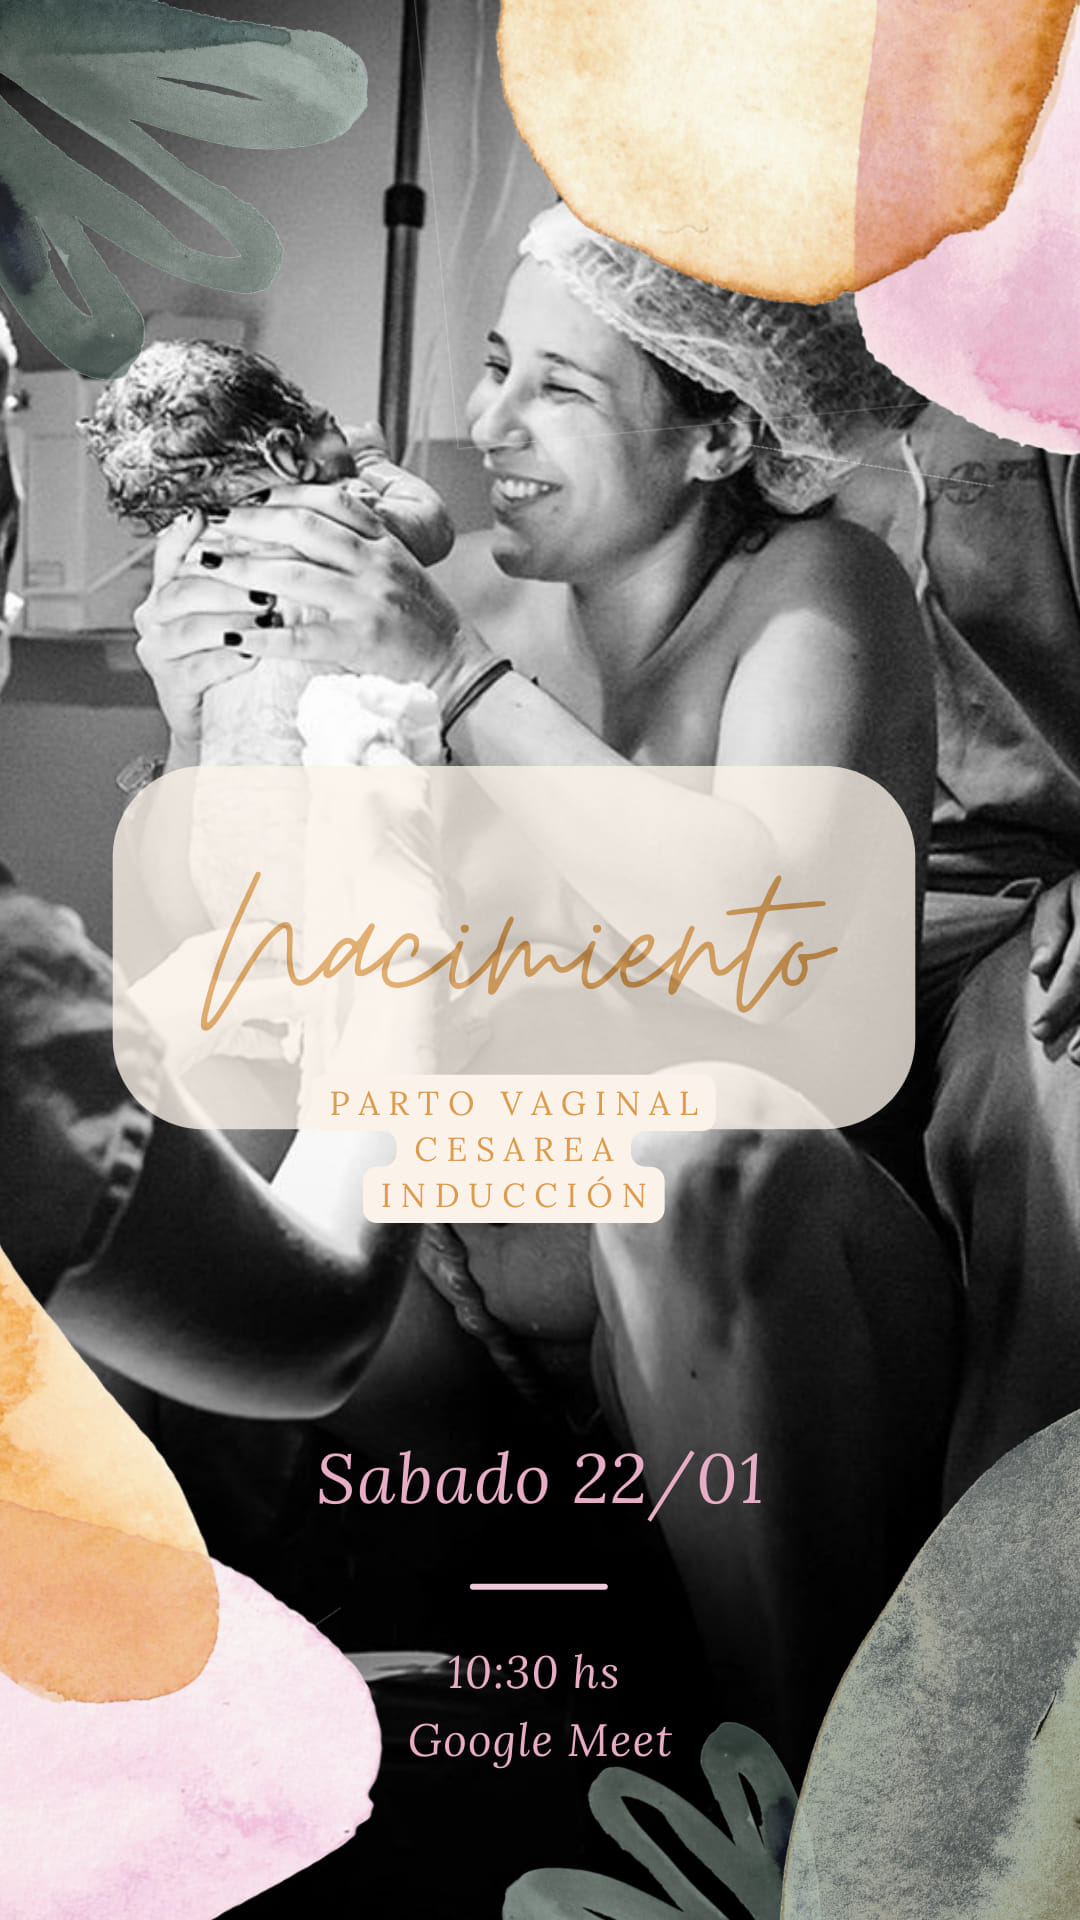 Nacimiento
PARTO VAGINAL
CESAREA
INDUCCIÓN
Sabado 22/01
10:30 hs
Google Meet